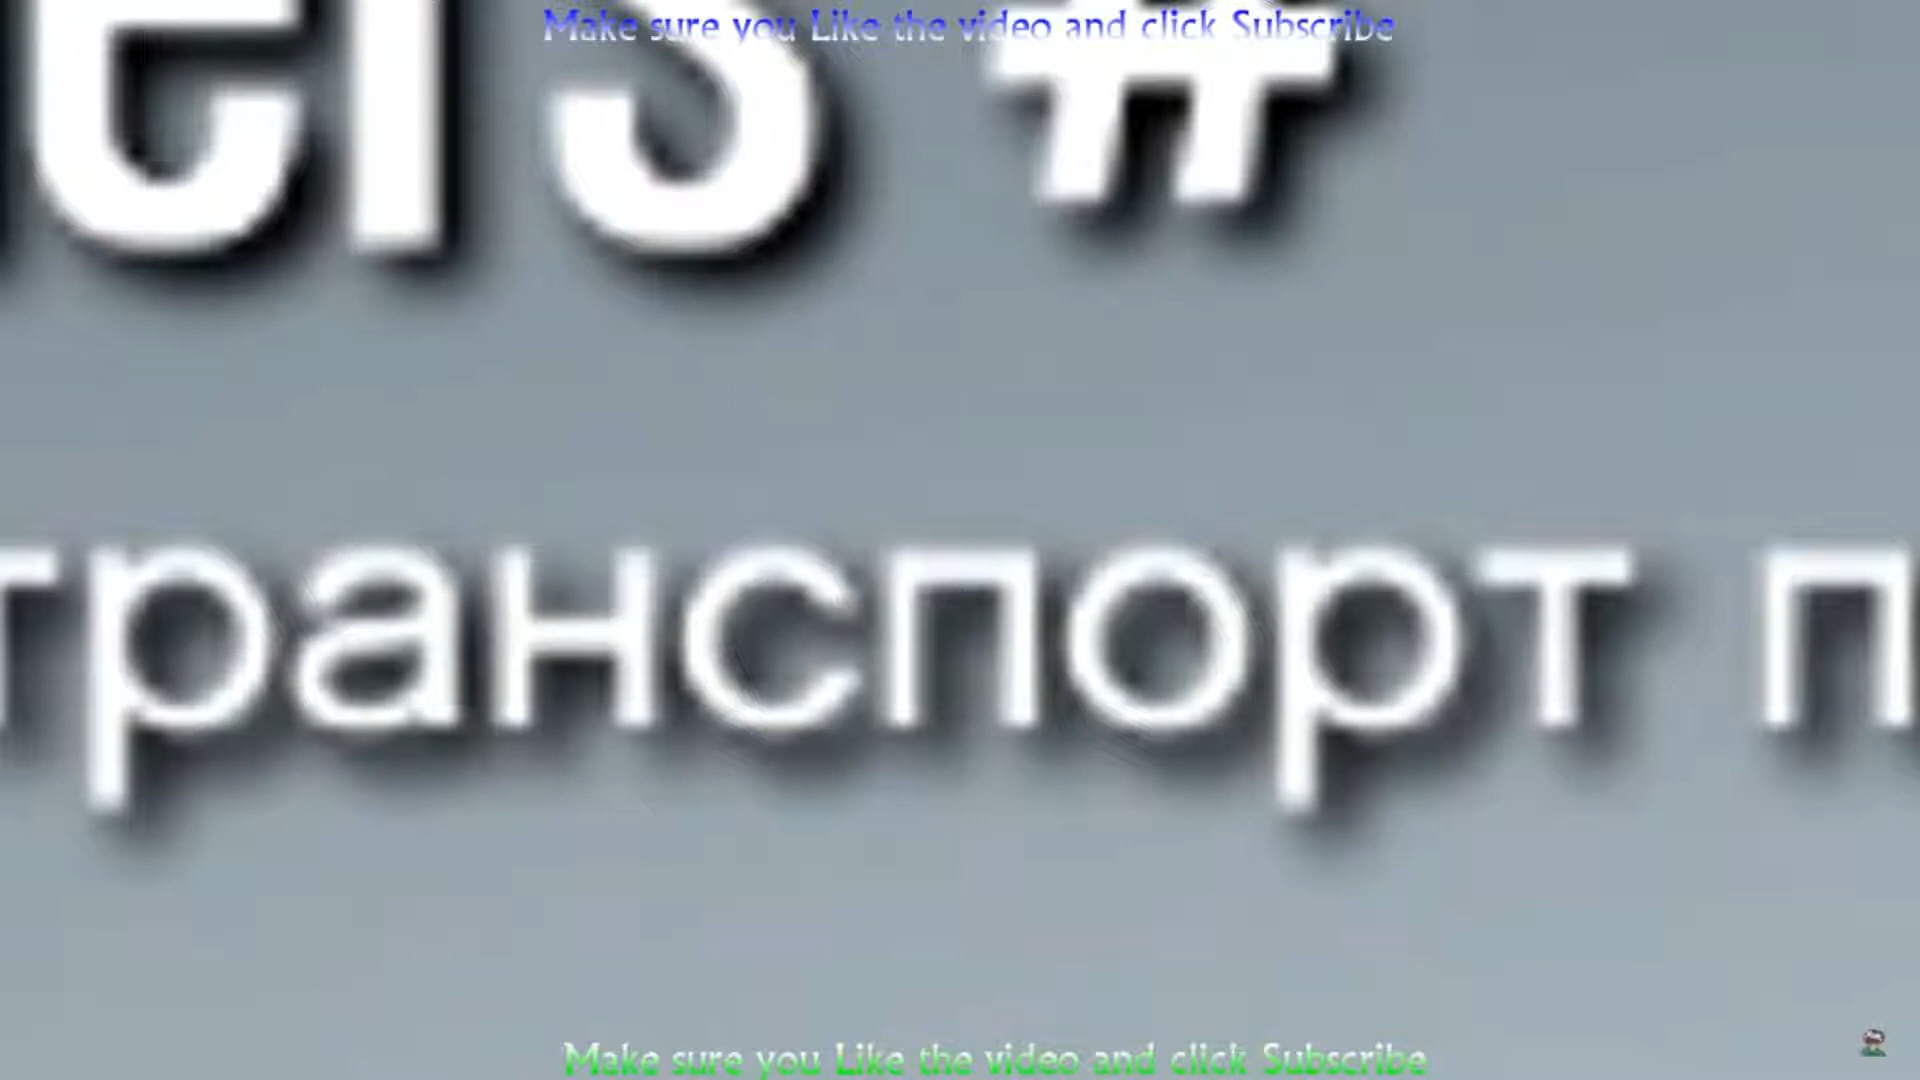 Make sure you Like the video and click Subscribe
els #
транспорт п
Make sure you Like the video and click Subscribe